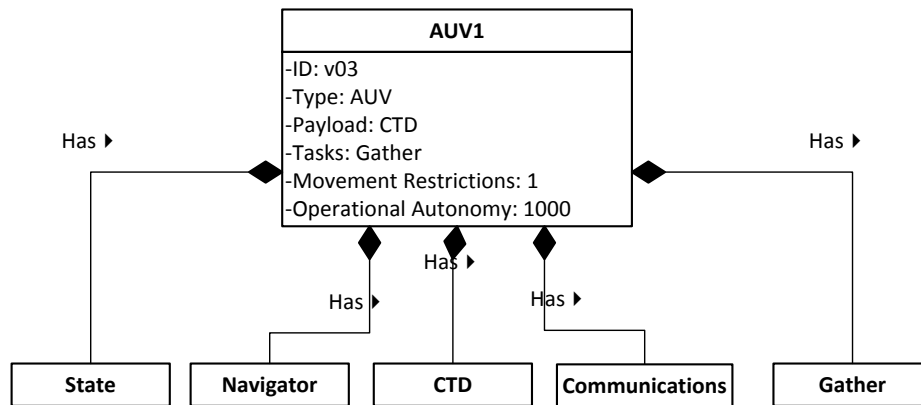 AUV1
-ID: v03
-Type: AUV
-Payload: CTD
-Tasks: Gather
-Movement Restrictions: 1
-Operational Autonomy: 1000
Has
Has
Has
Has
Has
State
Navigator
CTD
Communications
Gather